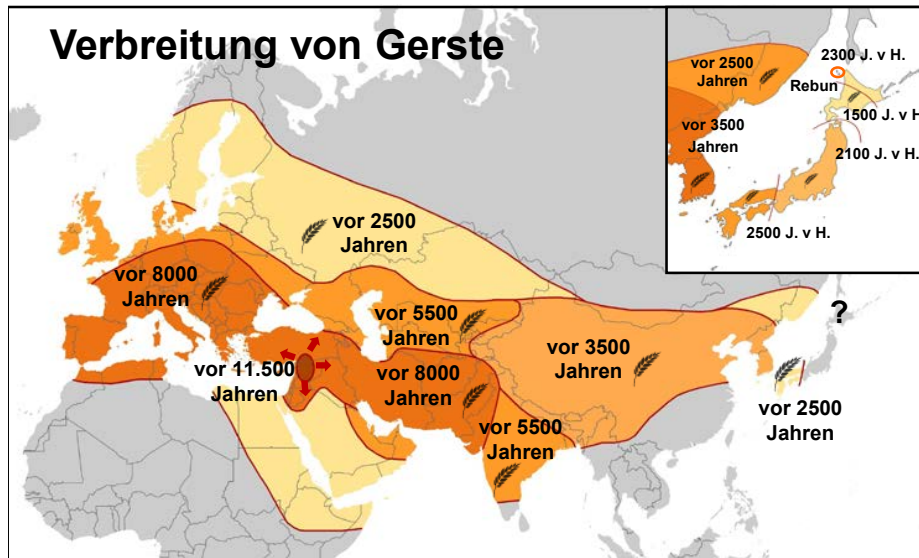 Verbreitung von Gerste
vor 2500
Jahren
vor 8000
Jahren
vor 5500
Jahren
vor 11.500
Jahren
vor 8000
Jahren
vor 3500
Jahren
vor 5500
Jahren
?
vor 2500
Jahren
2300 J. v H.
vor 2500
Jahren
Rebun
1500 J. v H
vor 3500
Jahren
2100 J. v H.
2500 J. v H.